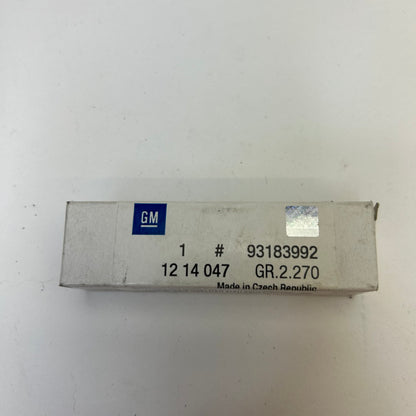 GM
1 # 93183992
12 14 047 GR.2.270
Made in Czech Republic